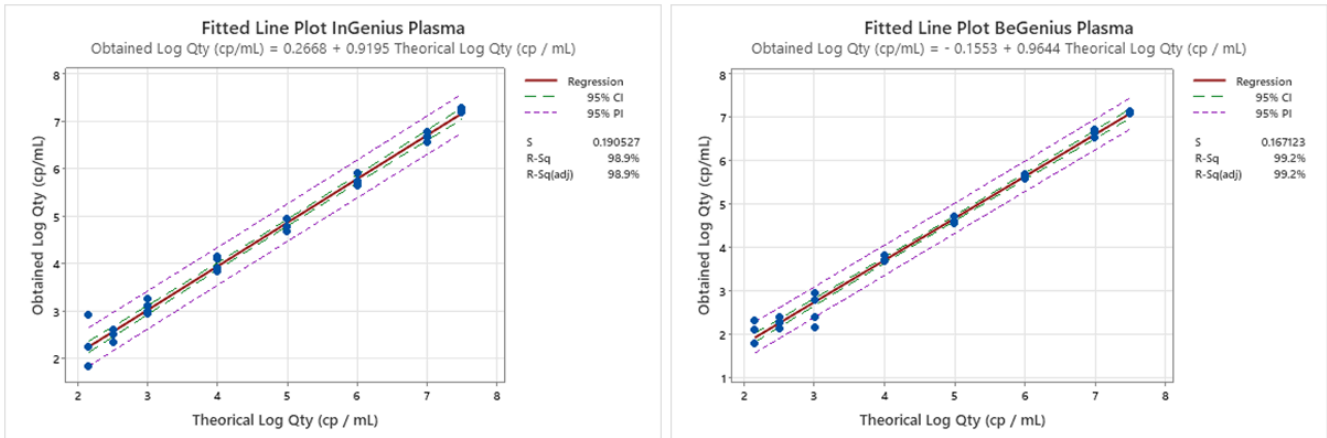 Fitted Line Plot InGenius Plasma
Obtained Log Qty (cp/mL) = 0.2668 + 0.9195 Theorical Log Qty (cp / mL)
8
7
6
5
4
3
2
2
3
4
5
6
7
8
Obtained Log Qty (cp/mL)
Theorical Log Qty (cp / mL)
Regression
95% CI
95% PI
S 0.190527
R-Sq 98.9%
R-Sq(adj) 98.9%
Fitted Line Plot BeGenius Plasma
Obtained Log Qty (cp/mL) = - 0.1553 + 0.9644 Theorical Log Qty (cp / mL)
8
7
6
5
4
3
2
1
2
3
4
5
6
7
8
Obtained Log Qty (cp/mL)
Theorical Log Qty (cp / mL)
Regression
95% CI
95% PI
S 0.167123
R-Sq 99.2%
R-Sq(adj) 99.2%